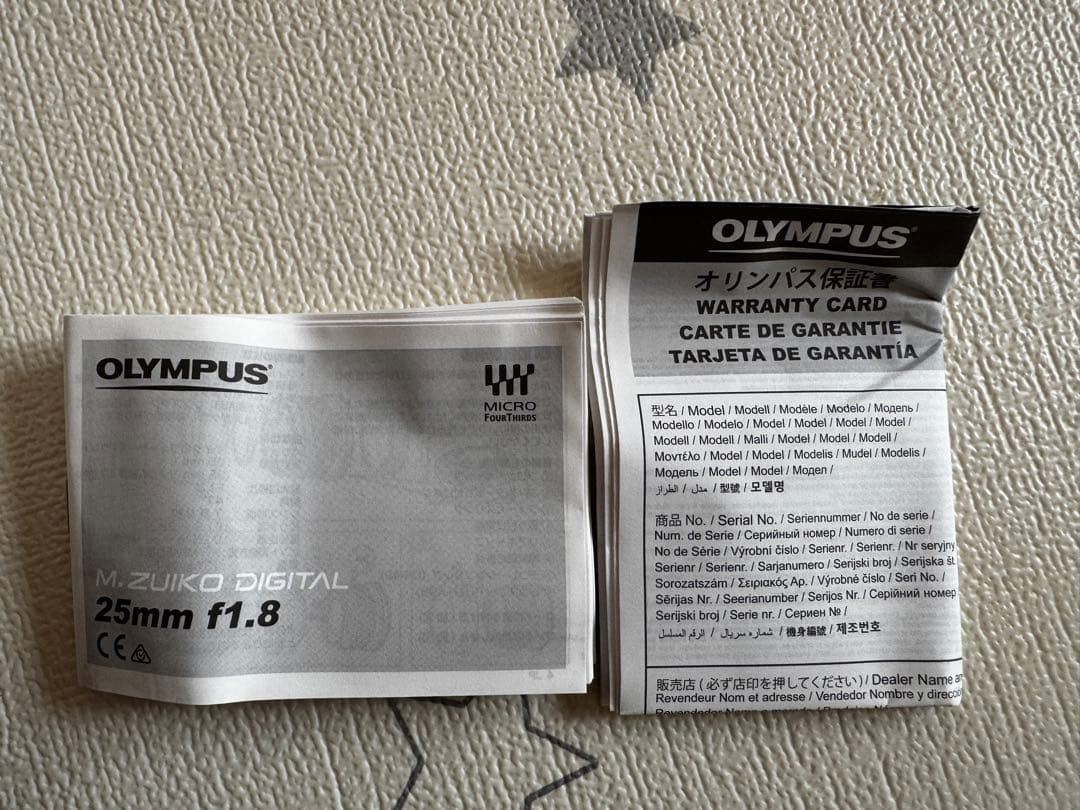 OLYMPUS
MICRO
FOURTHIRDS
M.ZUIKO DIGITAL
25mm f1.8
CE
OLYMPUS
オリンパス保証書
WARRANTY CARD
CARTE DE GARANTIE
TARJETA DE GARANTÍA
型名 / Model / Modell / Modèle / Modelo / Модель /
Modello / Modelo / Model / Model / Model / Model /
Modell / Modell / Malli / Model / Model / Modell /
Μοντέλο / Model / Model / Modelis / Mudel / Modelis /
Модель / Model / Model / Модел /
الطراز / مدل / 型號 / 모델명
商品 No. / Serial No. / Seriennummer / No de serie /
Num. de Serie / Серийный номер / Numero di serie /
No de Série / Výrobní číslo / Serienr. / Serienr. / Nr seryjny
Serienr / Serienr. / Sarjanumero / Serijski broj / Serijska št.
Sorozatszám / Σειριακός Αρ. / Výrobné číslo / Seri No. /
Sērijas Nr. / Seerianumber / Serijos Nr. / Серійний номер
Serijski broj / Serie nr. / Сериен № /
الرقم المسلسل / شماره سریال / 機身編號 / 제조번호
販売店 ( 必ず店印を押してください) / Dealer Name an
Revendeur Nom et adresse / Vendedor Nombre y direcció